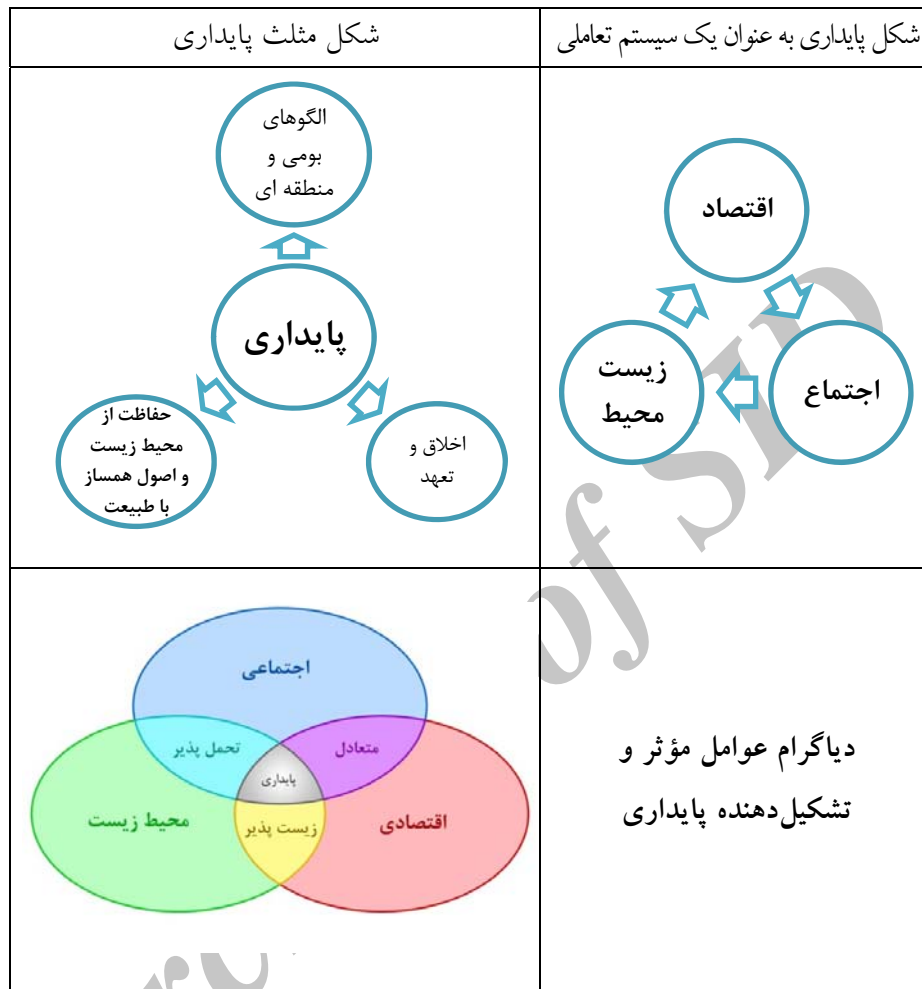 شکل پایداری به عنوان یک سیستم تعاملی
شکل مثلث پایداری
اقتصاد
اجتماع
زیست
محیط
الگوهای
بومی و
منطقه ای
پایداری
اخلاق و
تعهد
حفاظت از
محیط زیست
و اصول همساز
با طبیعت
دیاگرام عوامل مؤثر و
تشکیل‌دهنده پایداری
اجتماعی
تحمل پذیر
متعادل
پایداری
محیط زیست
زیست پذیر
اقتصادی
of SID